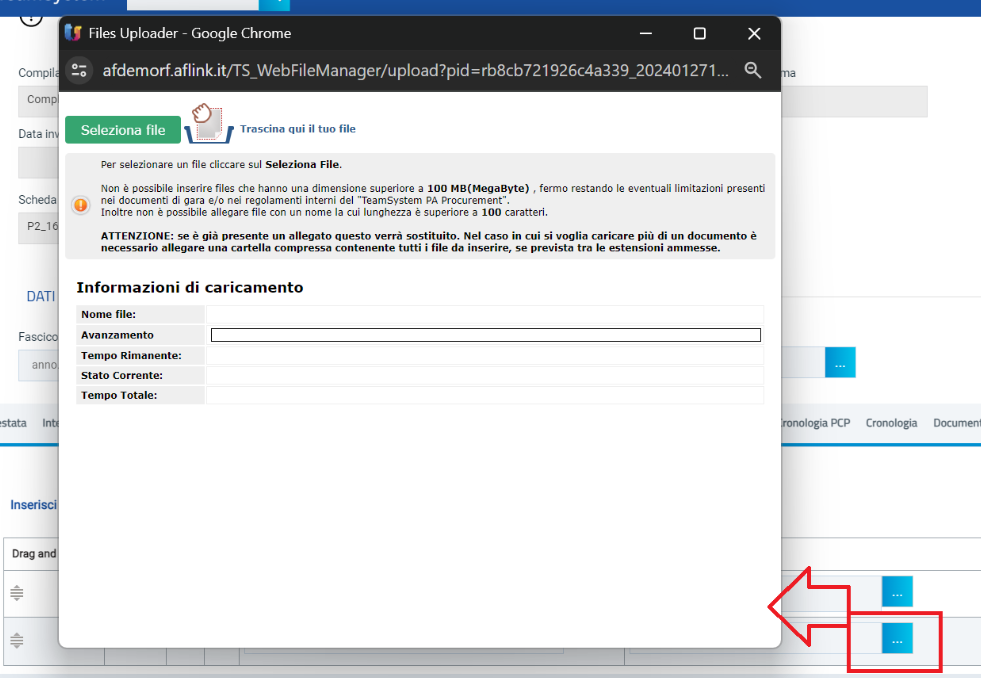 Files Uploader - Google Chrome
afdemorf.aflink.it/TS_WebFileManager/upload?pid=rb8cb721926c4a339_202401271...
Compila
Compi
Data inv
Scheda
P2_16
DATI
Fascico
anno
...
estata
Cronologia PCP
Cronologia
Document
Seleziona file
Trascina qui il tuo file
Per selezionare un file cliccare sul Seleziona File.
Non è possibile inserire files che hanno una dimensione superiore a 100 MB(MegaByte) , fermo restando le eventuali limitazioni presenti
nei documenti di gara e/o nei regolamenti interni del "TeamSystem PA Procurement".
Inoltre non è possibile allegare file con un nome la cui lunghezza è superiore a 100 caratteri.
ATTENZIONE: se è già presente un allegato questo verrà sostituito. Nel caso in cui si voglia caricare più di un documento è
necessario allegare una cartella compressa contenente tutti i file da inserire, se prevista tra le estensioni ammesse.
Informazioni di caricamento
Nome file:
Avanzamento
Tempo Rimanente:
Stato Corrente:
Tempo Totale:
Inserisci
Drag and
...
...